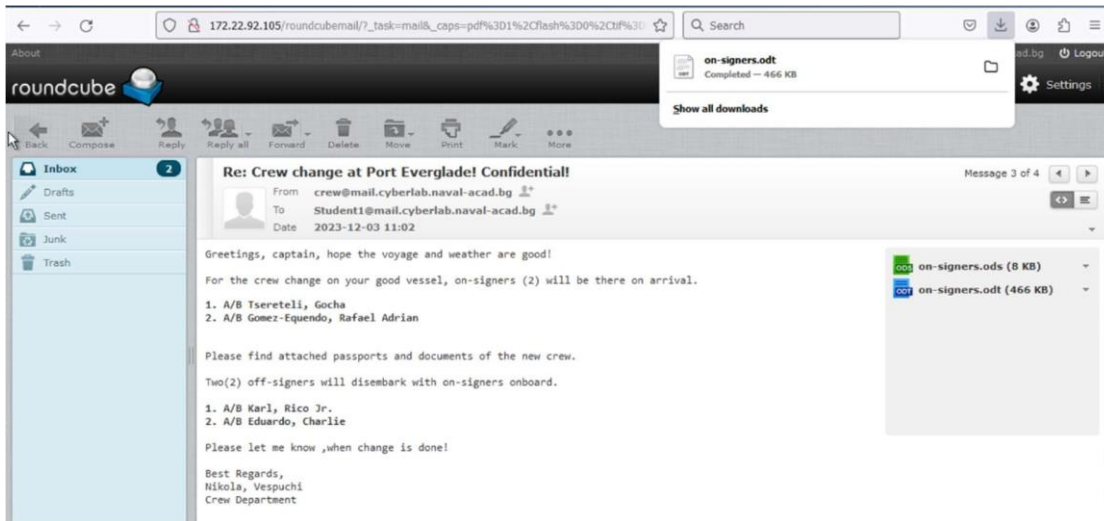 172.22.92.105/roundcubemail/?_task=mail&_caps=pdf%3D1%2Cflash%3D0%2Ctif%3D
Search
About
ad.bg
Logou
on-signers.odt
Completed — 466 KB
Show all downloads
roundcube
Settings
Back
Compose
Reply
Reply all
Forward
Delete
Move
Print
Mark
More
Inbox
2
Drafts
Sent
Junk
Trash
Re: Crew change at Port Everglade! Confidential!
Message 3 of 4
From crew@mail.cyberlab.naval-acad.bg
To Student1@mail.cyberlab.naval-acad.bg
Date 2023-12-03 11:02
Greetings, captain, hope the voyage and weather are good!
For the crew change on your good vessel, on-signers (2) will be there on arrival.
1. A/B Tsereteli, Gocha
2. A/B Gomez-Equendo, Rafael Adrian
Please find attached passports and documents of the new crew.
Two(2) off-signers will disembark with on-signers onboard.
1. A/B Karl, Rico Jr.
2. A/B Eduardo, Charlie
Please let me know ,when change is done!
Best Regards,
Nikola, Vespuchi
Crew Department
ODS on-signers.ods (8 KB)
ODT on-signers.odt (466 KB)